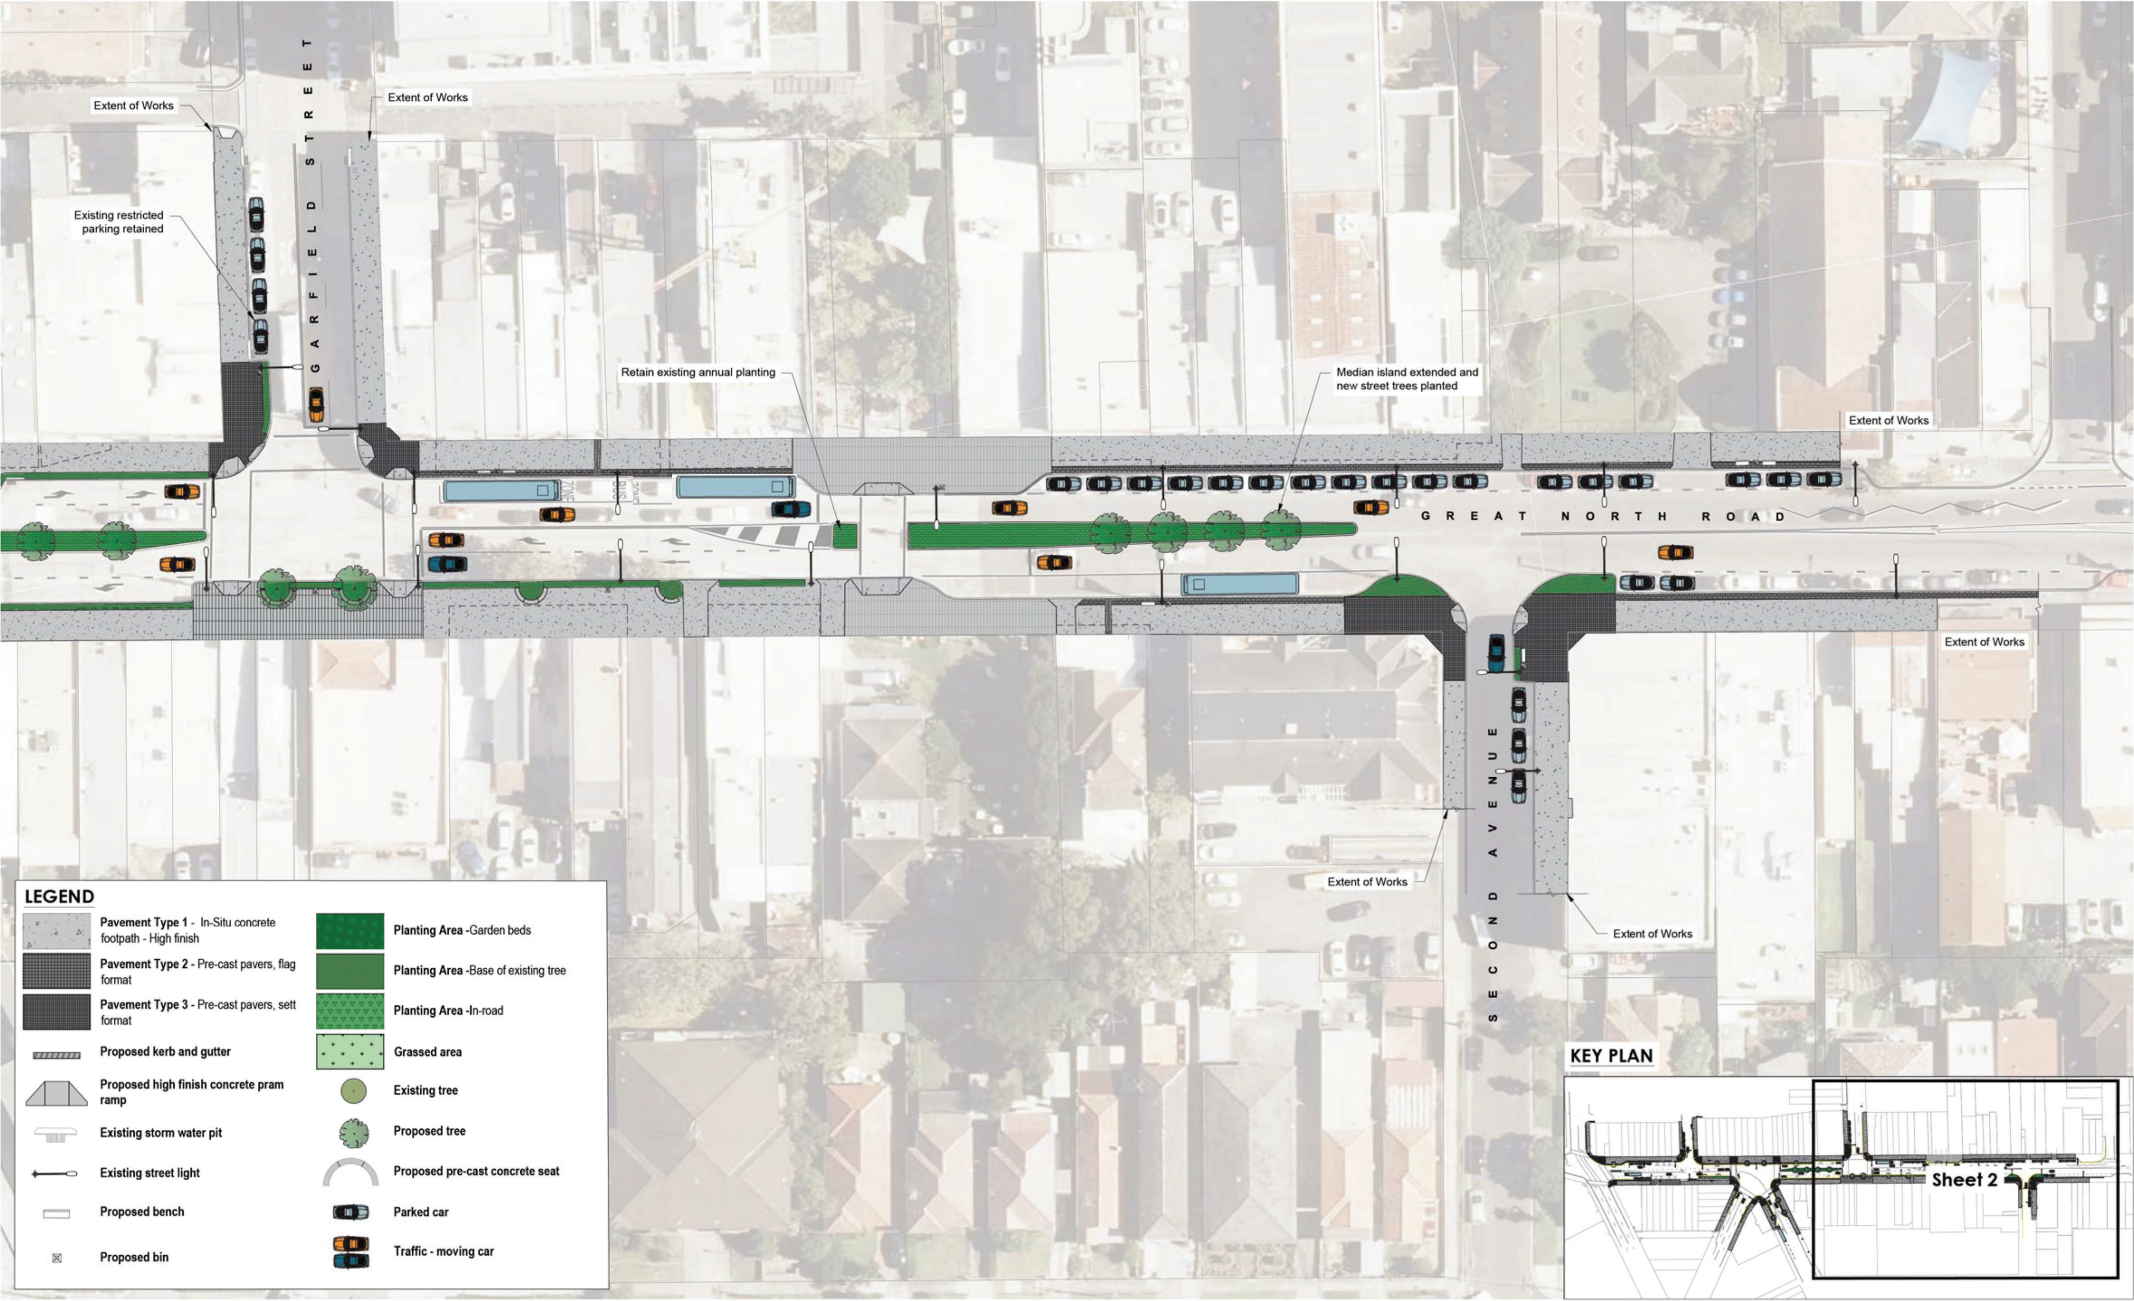 GARFIELD STREET
Extent of Works
Extent of Works
Existing restricted
parking retained
Retain existing annual planting
Median island extended and
new street trees planted
Extent of Works
GREAT NORTH ROAD
Extent of Works
SECOND AVENUE
Extent of Works
Extent of Works
LEGEND
Pavement Type 1 - In-Situ concrete
footpath - High finish
Pavement Type 2 - Pre-cast pavers, flag
format
Pavement Type 3 - Pre-cast pavers, sett
format
Proposed kerb and gutter
Proposed high finish concrete pram
ramp
Existing storm water pit
Existing street light
Proposed bench
Proposed bin
Planting Area -Garden beds
Planting Area -Base of existing tree
Planting Area -In-road
Grassed area
Existing tree
Proposed tree
Proposed pre-cast concrete seat
Parked car
Traffic - moving car
KEY PLAN
Sheet 2